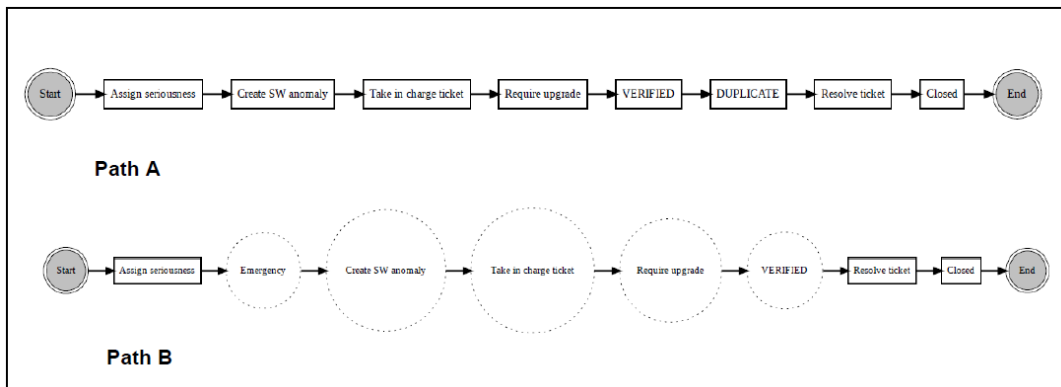 Start
Assign seriousness
Create SW anomaly
Take in charge ticket
Require upgrade
VERIFIED
DUPLICATE
Resolve ticket
Closed
End
Path A
Start
Assign seriousness
Emergency
Create SW anomaly
Take in charge ticket
Require upgrade
VERIFIED
Resolve ticket
Closed
End
Path B